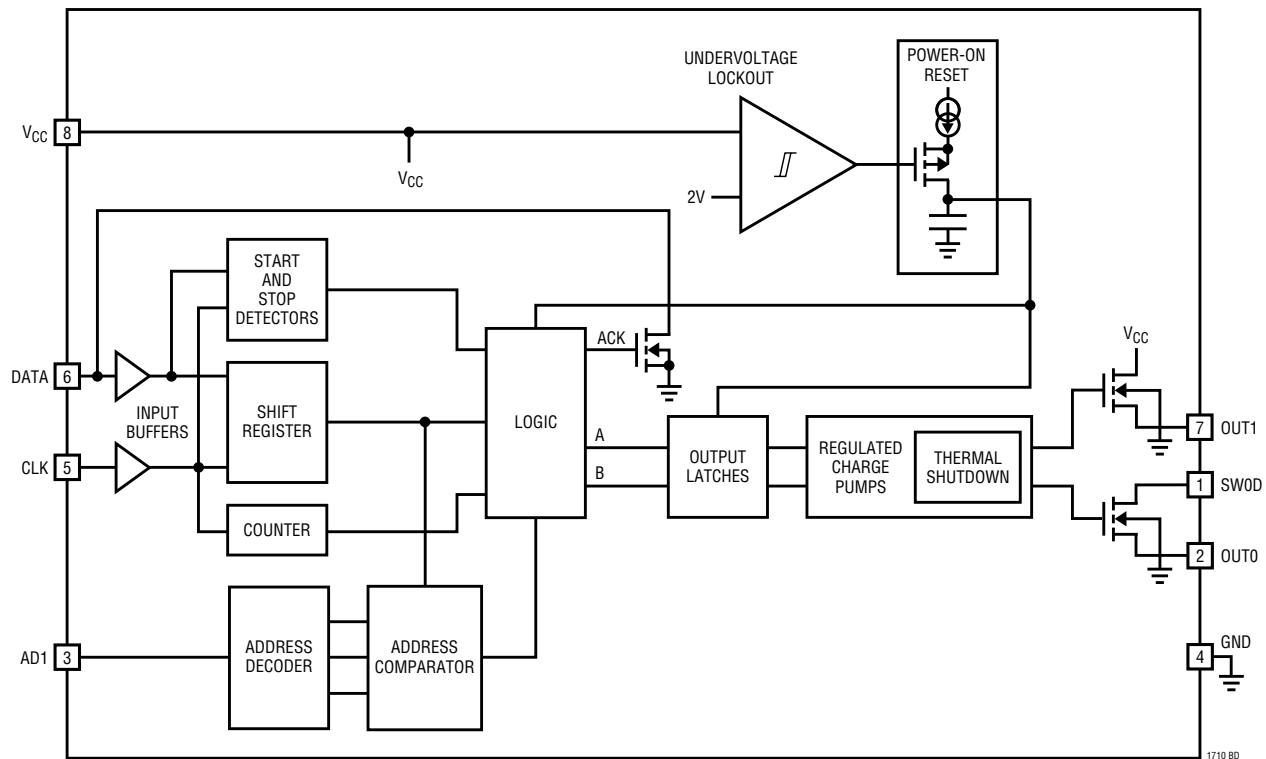 UNDERVOLTAGE
LOCKOUT
POWER-ON
RESET
VCC
8
VCC
2V
START
AND
STOP
DETECTORS
ACK
VCC
DATA
6
INPUT
BUFFERS
SHIFT
REGISTER
LOGIC
CLK
5
A
B
OUTPUT
LATCHES
REGULATED
CHARGE
PUMPS
THERMAL
SHUTDOWN
7
OUT1
1
SW0D
2
OUT0
COUNTER
AD1
3
ADDRESS
DECODER
ADDRESS
COMPARATOR
4
GND
1710 BD